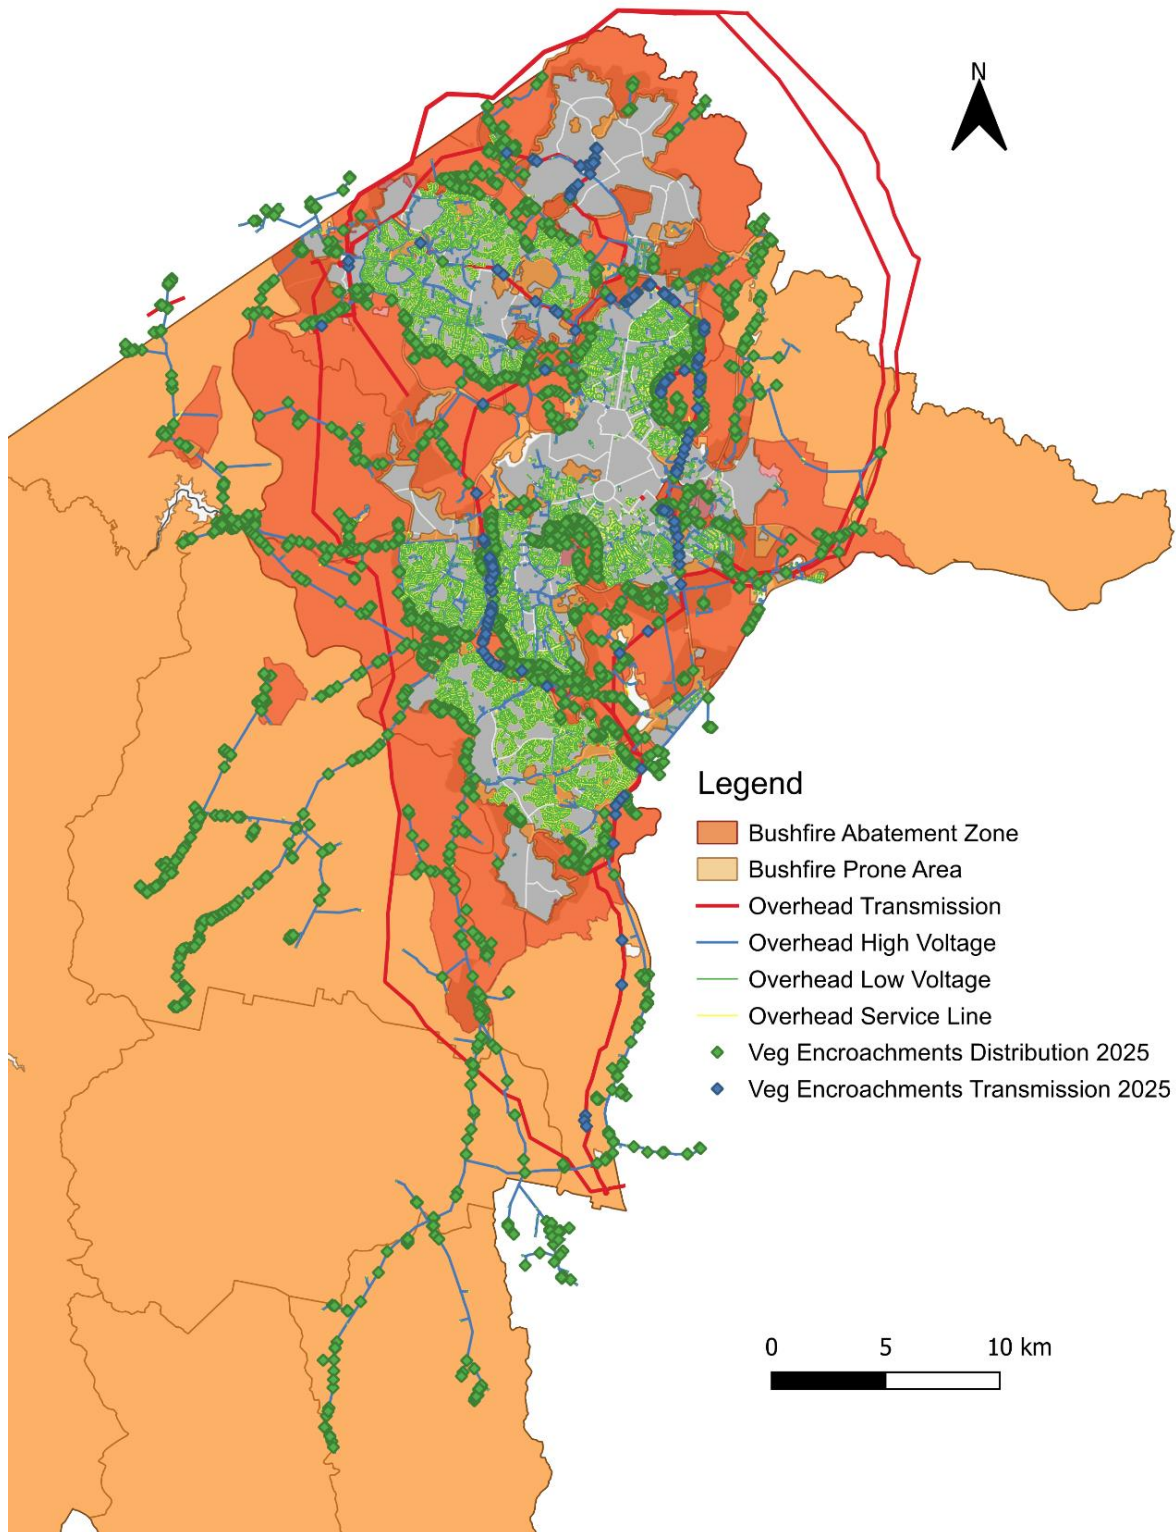 N
Legend
Bushfire Abatement Zone
Bushfire Prone Area
Overhead Transmission
Overhead High Voltage
Overhead Low Voltage
Overhead Service Line
Veg Encroachments Distribution 2025
Veg Encroachments Transmission 2025
0 5 10 km